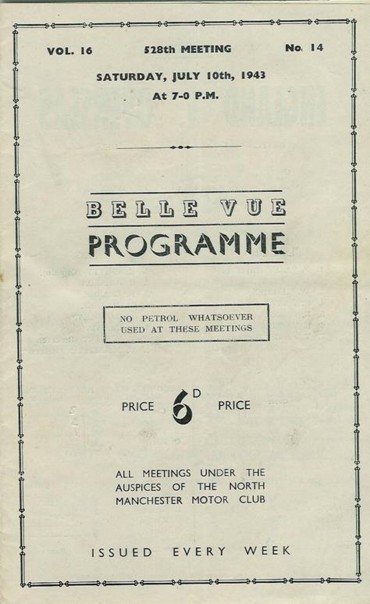 VOL. 16 528th MEETING No. 14
SATURDAY, JULY 10th, 1943
At 7-0 P.M.
BELLE VUE
PROGRAMME
NO PETROL WHATSOEVER
USED AT THESE MEETINGS
PRICE 6D PRICE
ALL MEETINGS UNDER THE
AUSPICES OF THE NORTH
MANCHESTER MOTOR CLUB
ISSUED EVERY WEEK